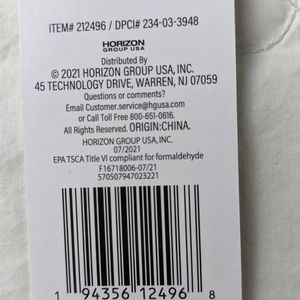 ITEM# 212496 / DPCI# 234-03-3948
HORIZON
GROUP USA
Distributed By
© 2021 HORIZON GROUP USA, INC.
45 TECHNOLOGY DRIVE, WARREN, NJ 07059
Questions or comments?
Email Customer.service@hgusa.com
or Call Toll Free 800-651-0616.
All Rights Reserved. ORIGIN:CHINA.
HORIZON GROUP USA, INC.
07/2021
EPA TSCA Title VI compliant for formaldehyde
F16718006-07/21
570507947023221
1 94356 12496 8